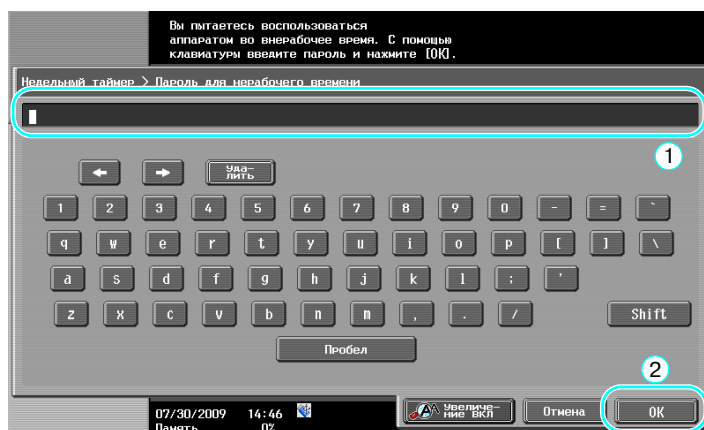 Вы пытаетесь воспользоваться
аппаратом во внерабочее время. С помощью
клавиатуры введите пароль и нажмите [OK].
Недельный таймер > Пароль для нерабочего времени
1
← → Уда-
лить
1 2 3 4 5 6 7 8 9 0 - = `
q w e r t y u i o p [ ] \
a s d f g h j k l ; '
z x c v b n m , . / Shift
Пробел
2
07/30/2009 14:46 Увеличе-
ние ВКЛ Отмена OK
Память 0%